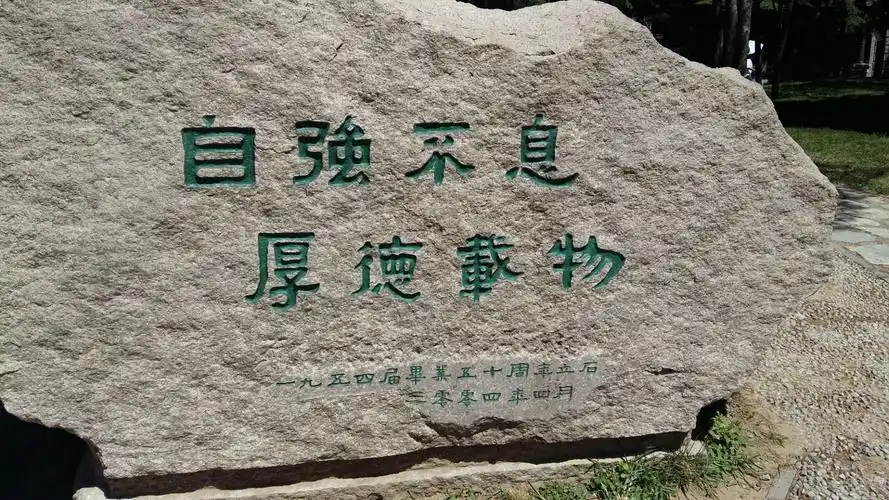 自強不息
厚德載物
一九五四届畢業五十周年立石
二零零四年四月